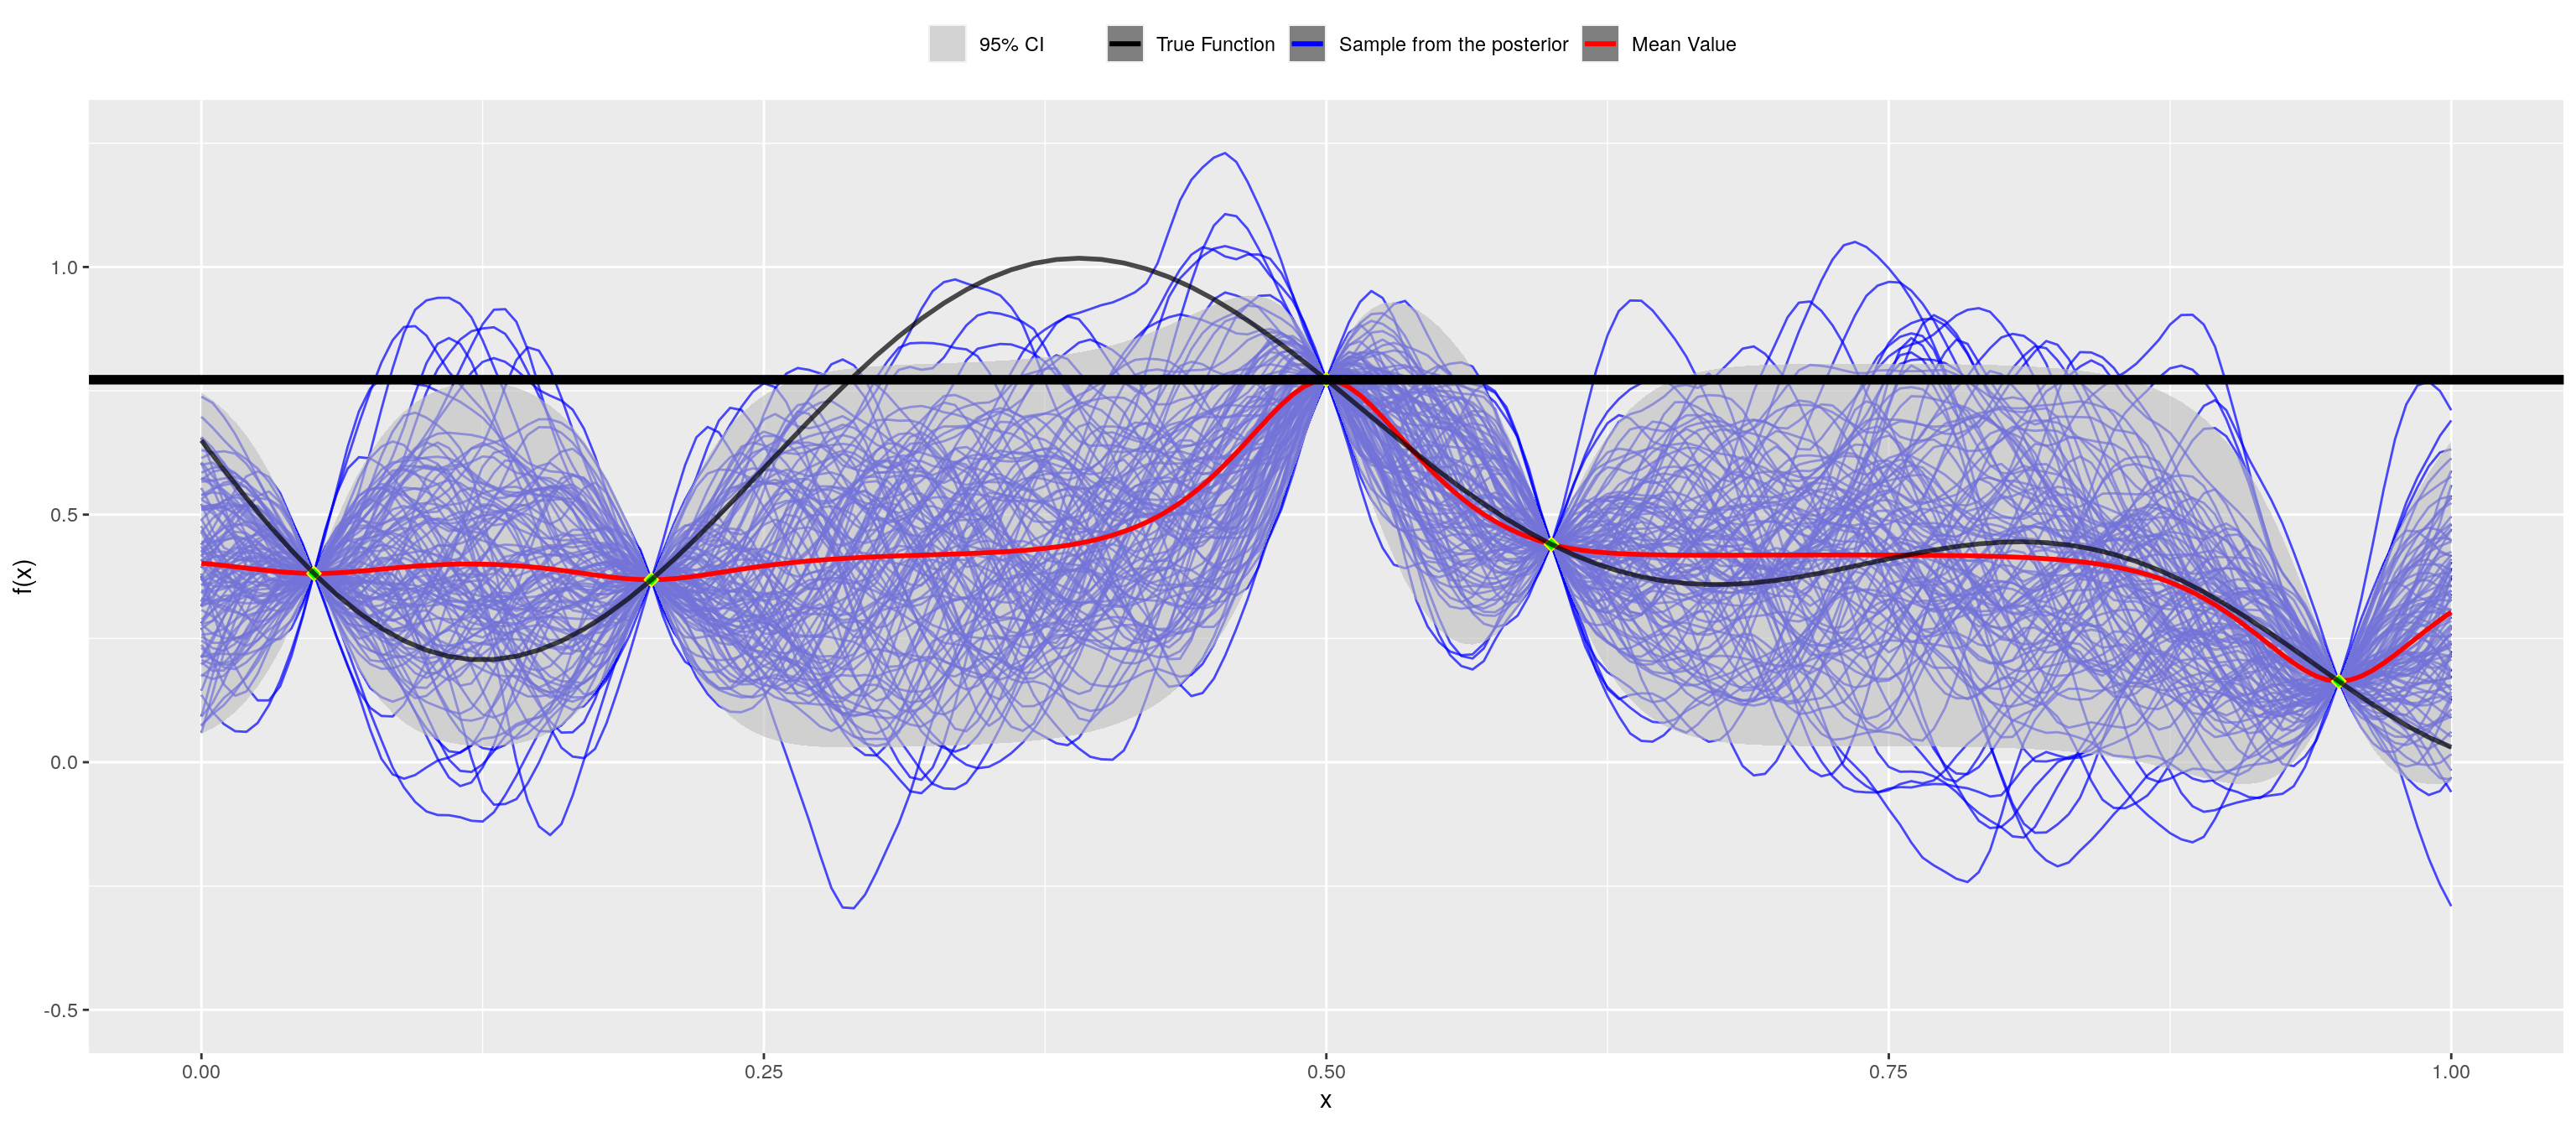 95% CI True Function Sample from the posterior Mean Value
1.0
0.5
0.0
-0.5
f(x)
0.00 0.25 0.50 0.75 1.00
x